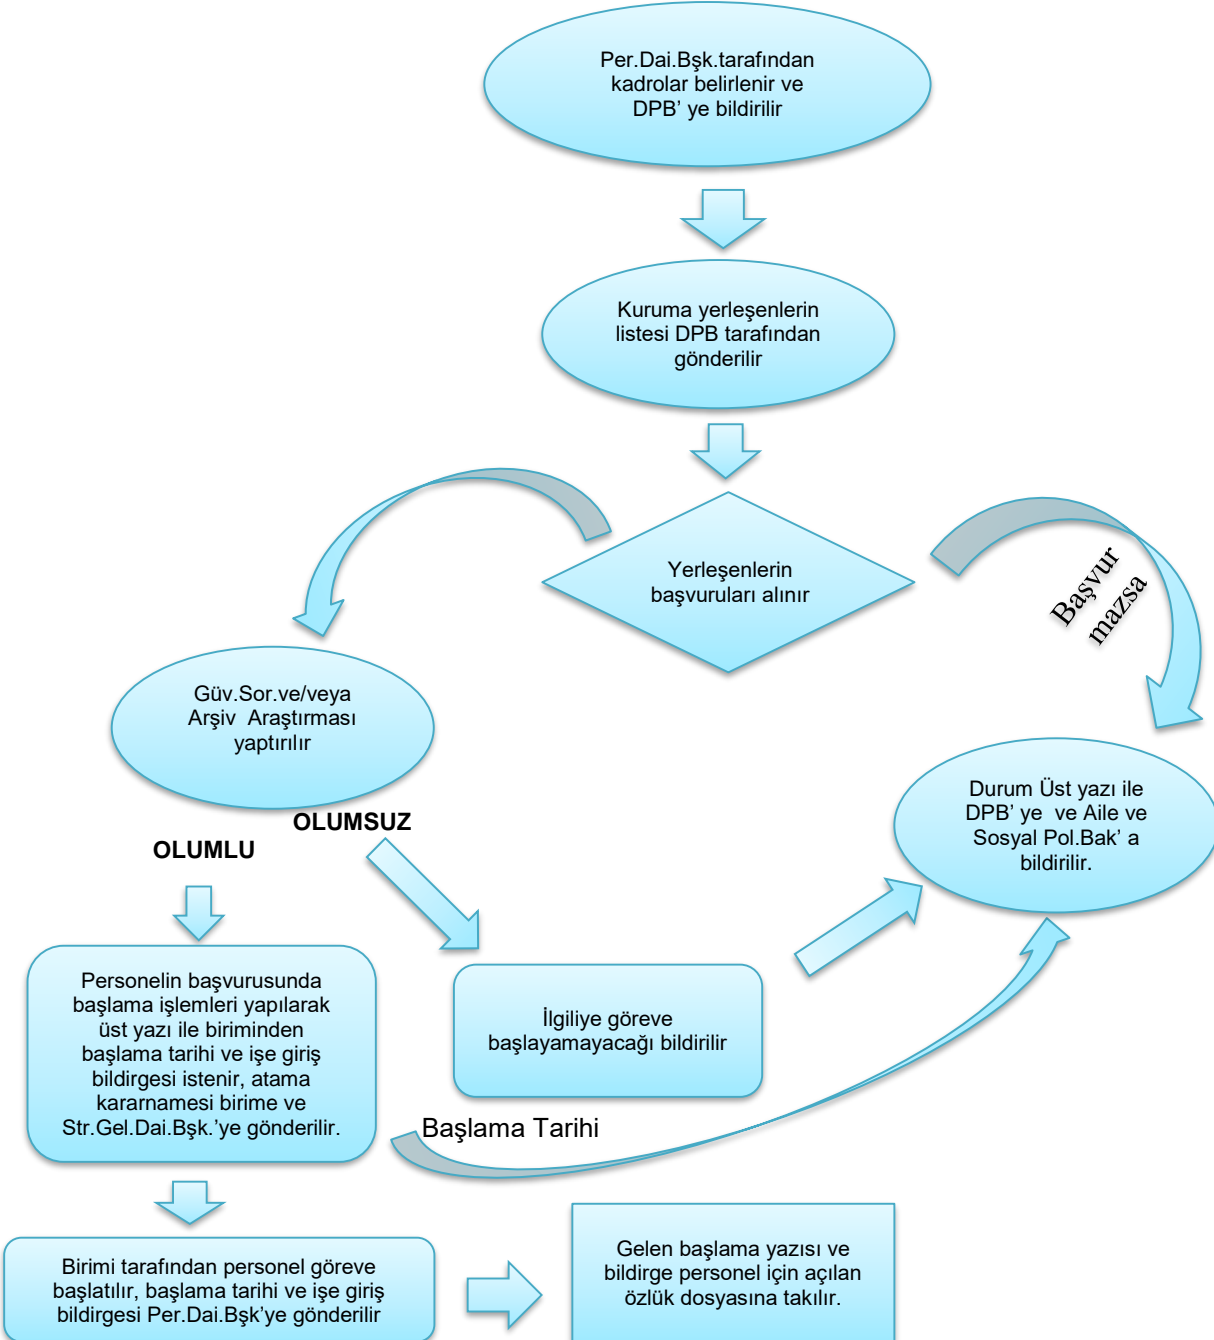 Per.Dai.Bşk.tarafından
kadrolar belirlenir ve
DPB’ ye bildirilir
Kuruma yerleşenlerin
listesi DPB tarafından
gönderilir
Yerleşenlerin
başvuruları alınır
Başvur
mazsa
Güv.Sor.ve/veya
Arşiv Araştırması
yaptırılır
Durum Üst yazı ile
DPB’ ye ve Aile ve
Sosyal Pol.Bak’ a
bildirilir.
OLUMSUZ
OLUMLU
Personelin başvurusunda
başlama işlemleri yapılarak
üst yazı ile biriminden
başlama tarihi ve işe giriş
bildirgesi istenir, atama
kararnamesi birime ve
Str.Gel.Dai.Bşk.’ye gönderilir.
İlgiliye göreve
başlayamayacağı bildirilir
Başlama Tarihi
Birimi tarafından personel göreve
başlatılır, başlama tarihi ve işe giriş
bildirgesi Per.Dai.Bşk’ye gönderilir
Gelen başlama yazısı ve
bildirge personel için açılan
özlük dosyasına takılır.